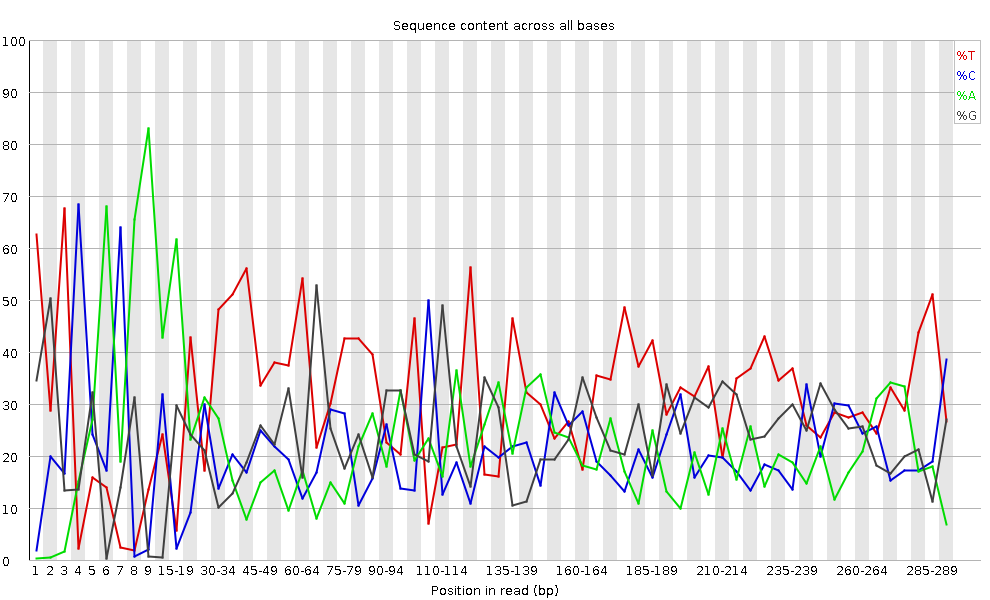 Sequence content across all bases
100
90
80
70
60
50
40
30
20
10
0
%T
%C
%A
%G
1 2 3 4 5 6 7 8 9 15-19 30-34 45-49 60-64 75-79 90-94 110-114 135-139 160-164 185-189 210-214 235-239 260-264 285-289
Position in read (bp)